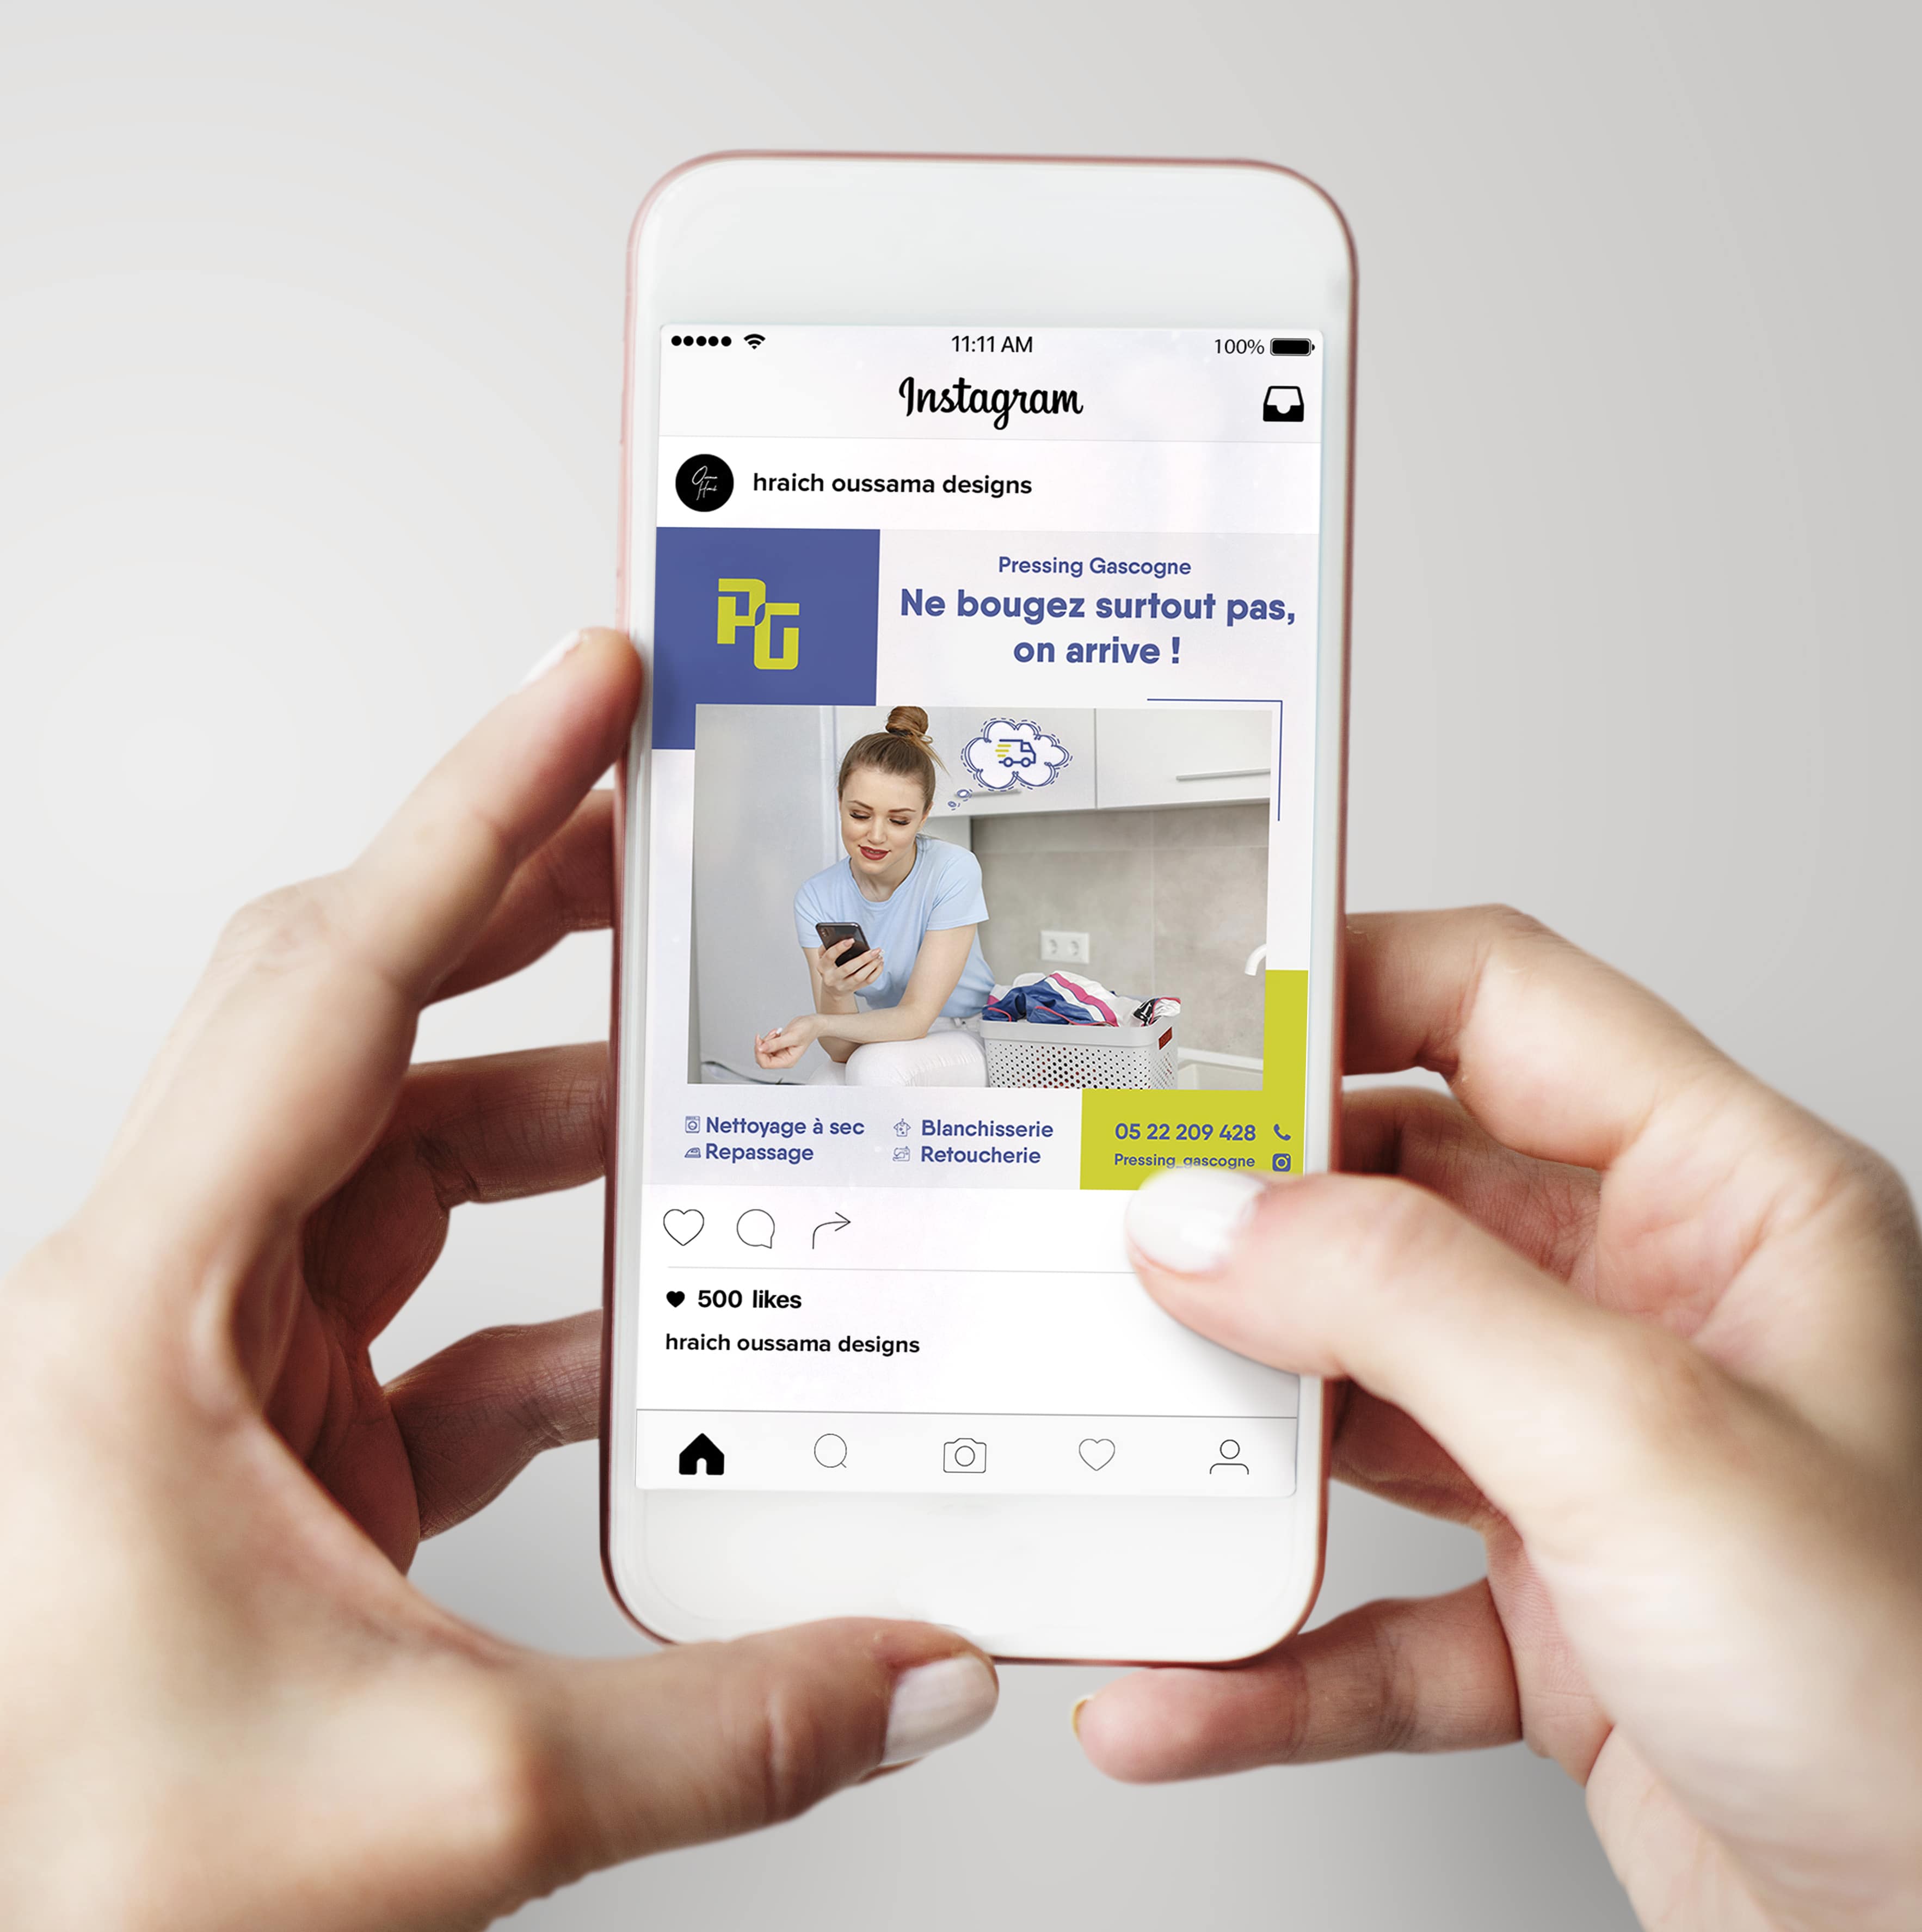 11:11 AM
100%
Instagram
hraich oussama designs
PG
Pressing Gascogne
Ne bougez surtout pas,
on arrive !
Nettoyage à sec
Repassage
Blanchisserie
Retoucherie
05 22 209 428
Pressing_gascogne
500 likes
hraich oussama designs